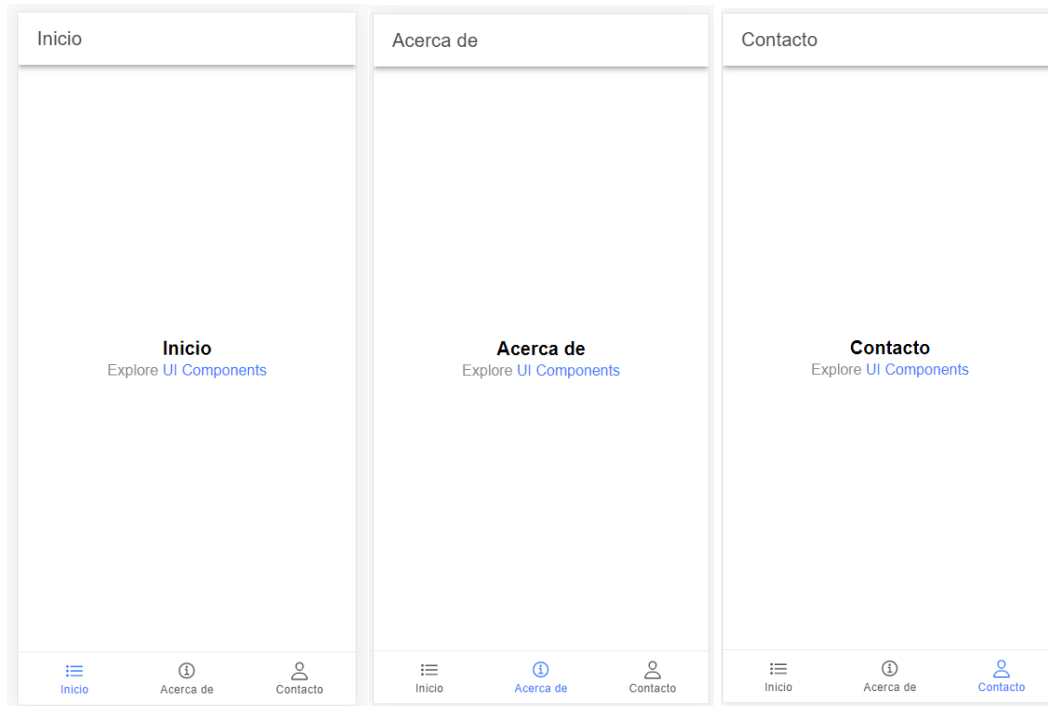 Inicio
Inicio
Explore UI Components
Inicio
Acerca de
Contacto
Acerca de
Acerca de
Explore UI Components
Inicio
Acerca de
Contacto
Contacto
Contacto
Explore UI Components
Inicio
Acerca de
Contacto